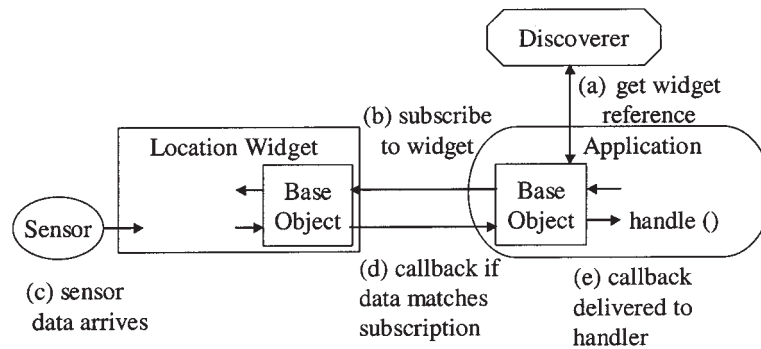 Discoverer
(a) get widget
reference
(b) subscribe
to widget
Location Widget
Application
Base
Object
Base
Object
Sensor
handle ()
(c) sensor
data arrives
(d) callback if
data matches
subscription
(e) callback
delivered to
handler